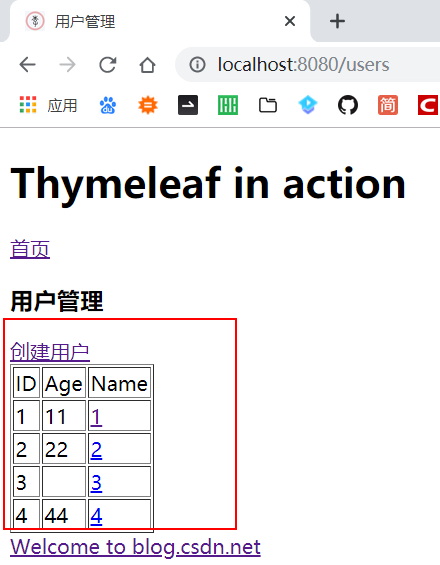 用户管理
localhost:8080/users
应用
简
C
Thymeleaf in action
首页
用户管理
创建用户
ID Age Name
1 11 1
2 22 2
3 3
4 44 4
Welcome to blog.csdn.net